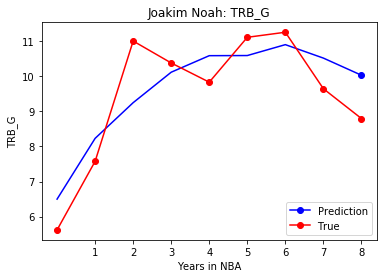 Joakim Noah: TRB_G
TRB_G
11
10
9
8
7
6
1 2 3 4 5 6 7 8
Years in NBA
Prediction
True